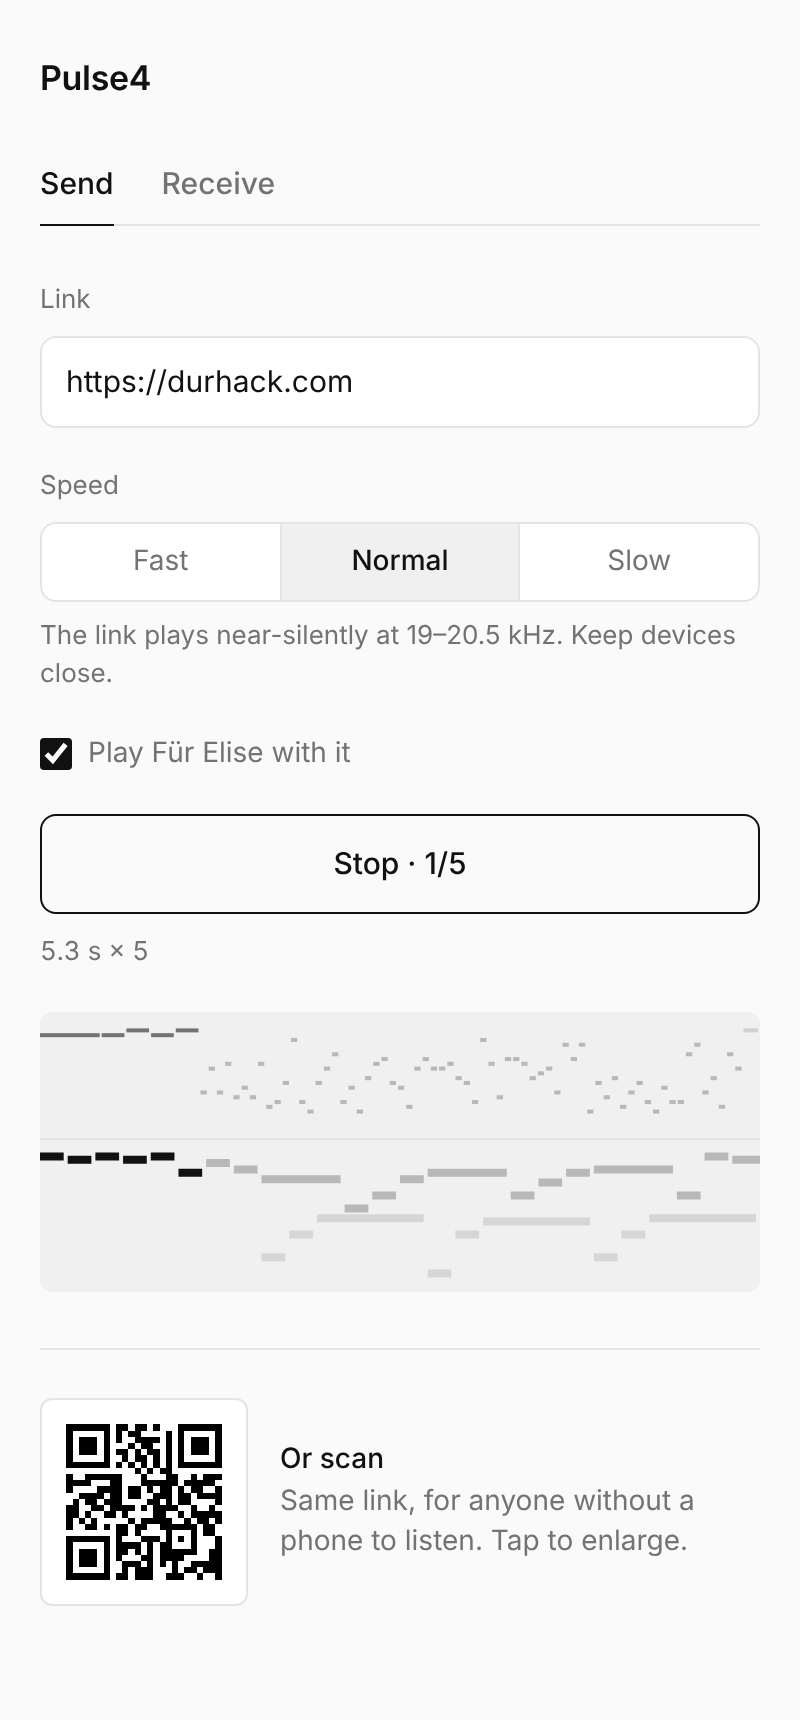 Pulse4
Send Receive
Link
https://durhack.com
Speed
Fast Normal Slow
The link plays near-silently at 19–20.5 kHz. Keep devices
close.
Play Für Elise with it
Stop · 1/5
5.3 s × 5
Or scan
Same link, for anyone without a
phone to listen. Tap to enlarge.